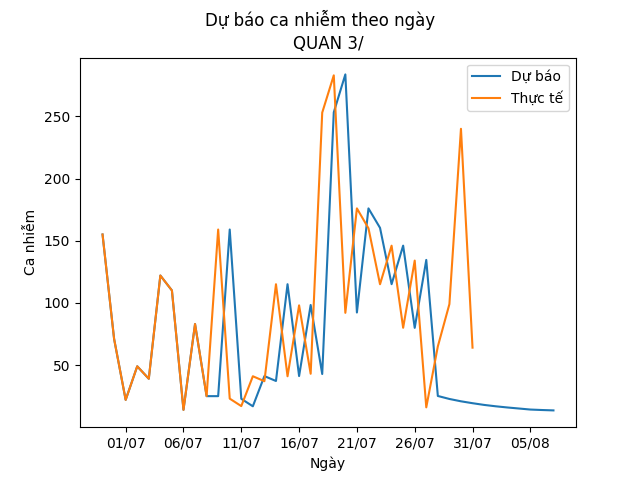 Dự báo ca nhiễm theo ngày
QUAN 3/
Dự báo
Thực tế
Ca nhiễm
250
200
150
100
50
01/07 06/07 11/07 16/07 21/07 26/07 31/07 05/08
Ngày